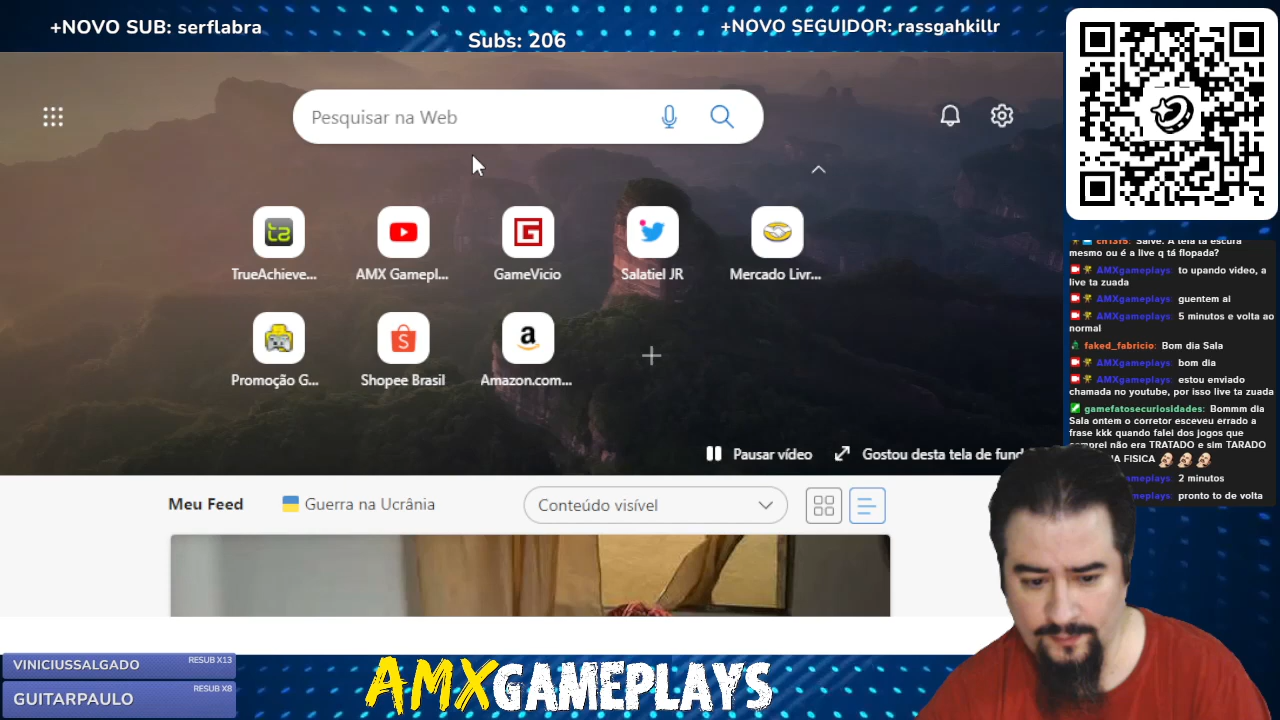 +NOVO SUB: serflabra
Subs: 206
+NOVO SEGUIDOR: rassgahkillr
Pesquisar na Web
TrueAchieve...
AMX Gamepl...
GameVicio
Salatiel JR
Mercado Livr...
Promoção G...
Shopee Brasil
Amazon.com...
Pausar vídeo
Gostou desta tela de fund
Meu Feed
Guerra na Ucrânia
Conteúdo visível
VINICIUSSALGADO
RESUB X13
GUITARPAULO
RESUB X8
AMXGAMEPLAYS
ch1315: Salve. A tela ta escura
mesmo ou é a live q tá flopada?
AMXgameplays: to upando video, a
live ta zuada
AMXgameplays: guentem ai
AMXgameplays: 5 minutos e volta ao
normal
faked_fabricio: Bom dia Sala
AMXgameplays: bom dia
AMXgameplays: estou enviado
chamada no youtube, por isso live ta zuada
gamefatosecuriosidades: Bommm dia
Sala ontem o corretor esceveu errado a
frase kkk quando falei dos jogos que
comprei não era TRATADO e sim TARADO
FISICA
meplays: 2 minutos
meplays: pronto to de volta